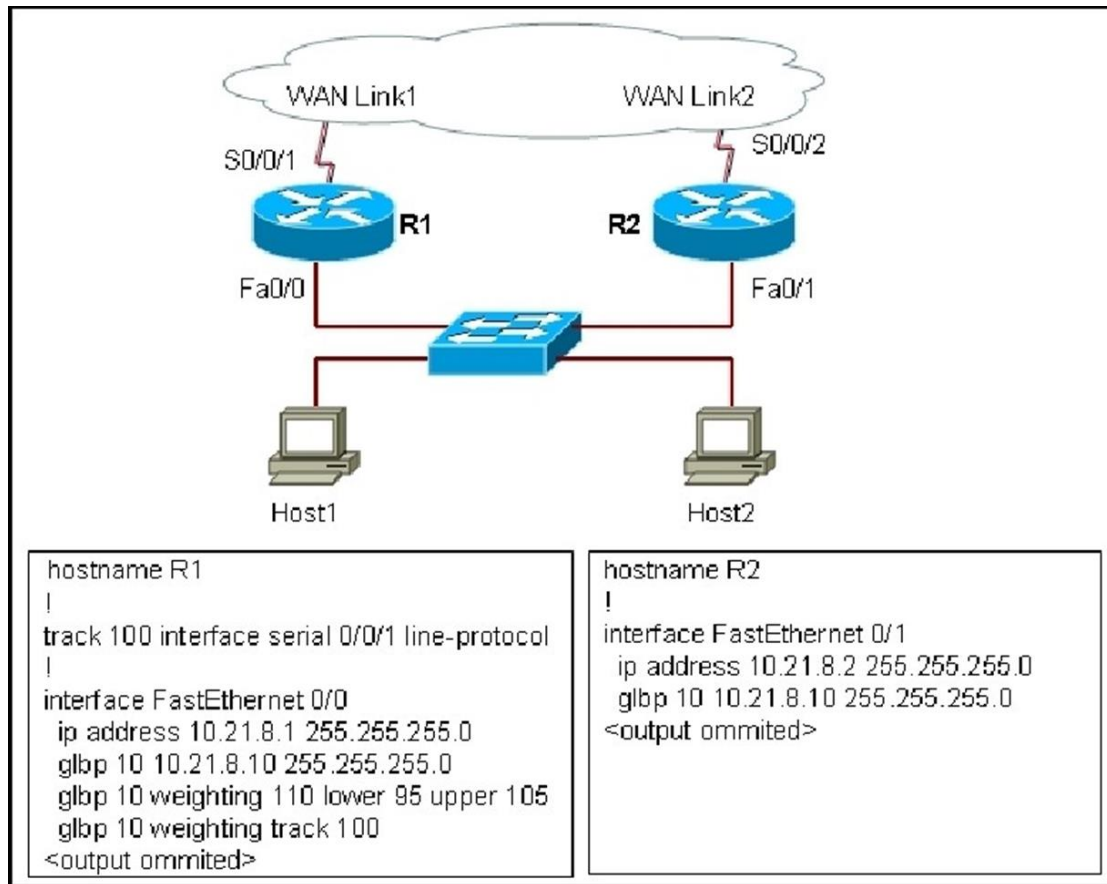 WAN Link1
WAN Link2
S0/0/1
S0/0/2
R1
R2
Fa0/0
Fa0/1
Host1
Host2
hostname R1
!
track 100 interface serial 0/0/1 line-protocol
!
interface FastEthernet 0/0
ip address 10.21.8.1 255.255.255.0
glbp 10 10.21.8.10 255.255.255.0
glbp 10 weighting 110 lower 95 upper 105
glbp 10 weighting track 100
<output ommited>
hostname R2
!
interface FastEthernet 0/1
ip address 10.21.8.2 255.255.255.0
glbp 10 10.21.8.10 255.255.255.0
<output ommited>